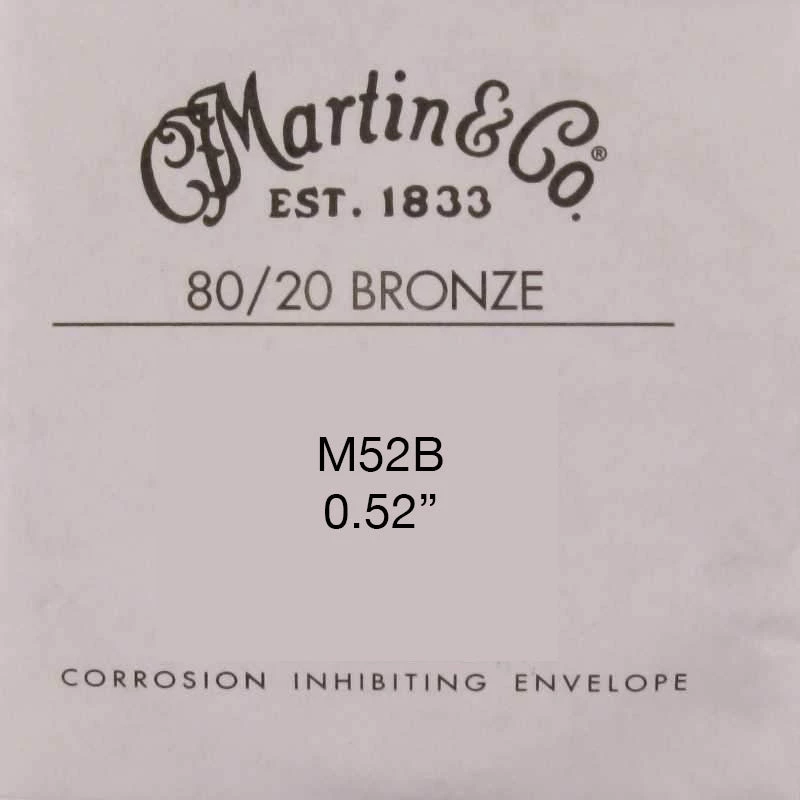 CFMartin & Co.®
EST. 1833
80/20 BRONZE
M52B
0.52”
CORROSION INHIBITING ENVELOPE